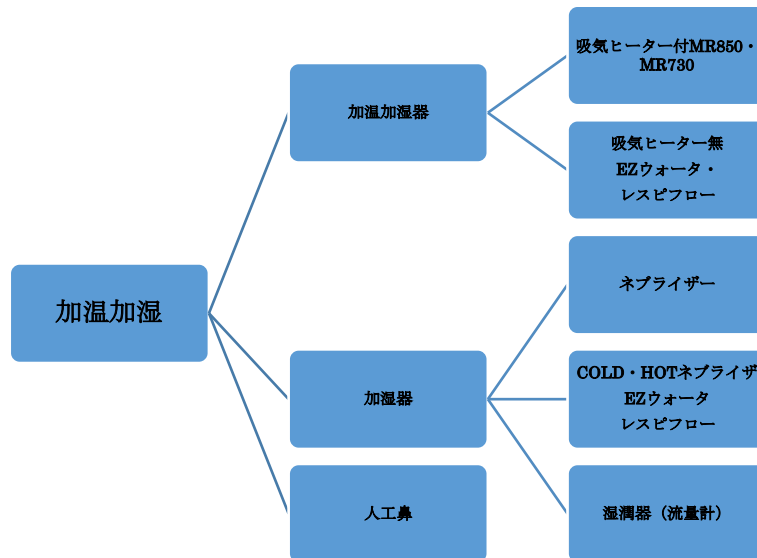 加温加湿
加温加湿器
吸気ヒーター付MR850・
MR730
吸気ヒーター無
EZウォータ・
レスピフロー
加湿器
ネブライザー
COLD・HOTネブライザ
EZウォータ
レスピフロー
湿潤器（流量計）
人工鼻